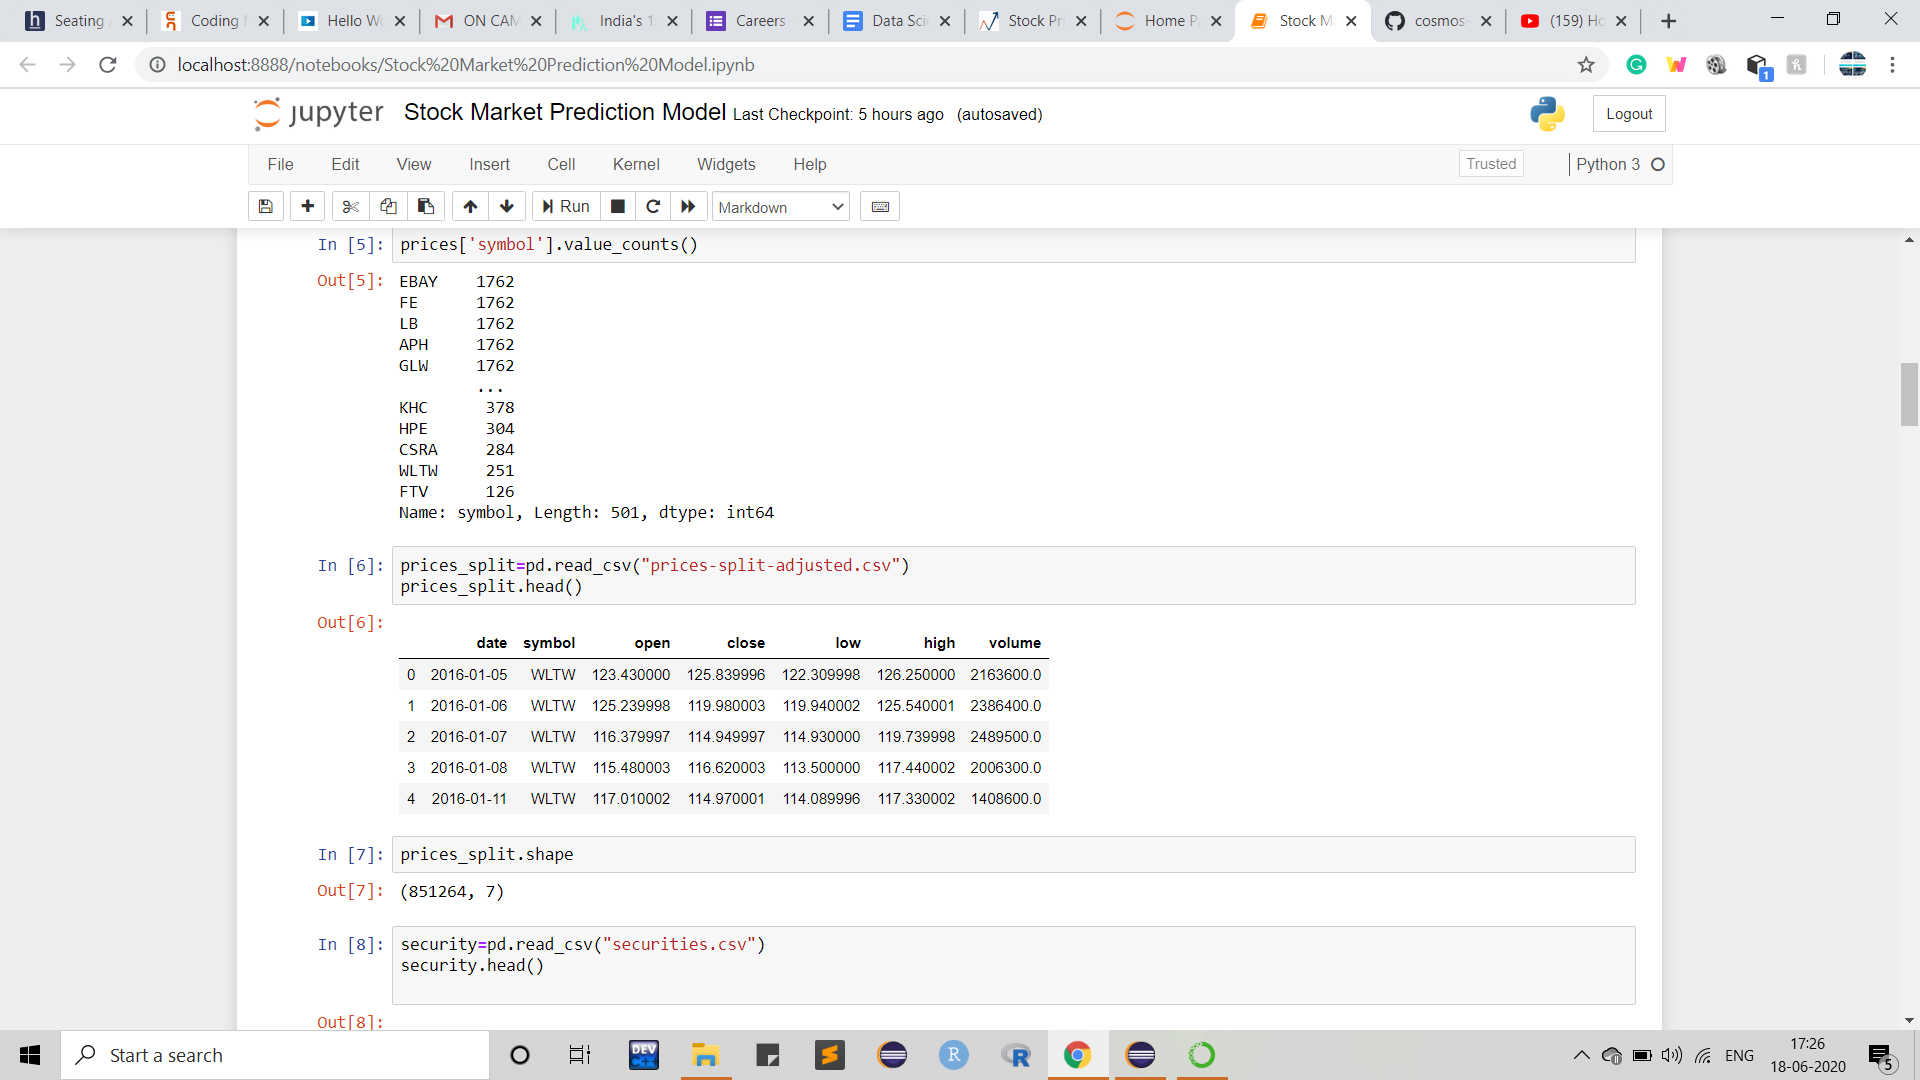 Seating
Coding
Hello Wo
ON CAM
India's 1
Careers
Data Sci
Stock Pr
Home P
Stock M
cosmos-
(159) Ho
localhost:8888/notebooks/Stock%20Market%20Prediction%20Model.ipynb
1
jupyter Stock Market Prediction Model Last Checkpoint: 5 hours ago (autosaved)
Logout
File Edit View Insert Cell Kernel Widgets Help
Trusted
Python 3
Run
Markdown
In [5]: prices['symbol'].value_counts()
Out[5]: EBAY 1762
FE 1762
LB 1762
APH 1762
GLW 1762
...
KHC 378
HPE 304
CSRA 284
WLTW 251
FTV 126
Name: symbol, Length: 501, dtype: int64
In [6]: prices_split=pd.read_csv("prices-split-adjusted.csv")
prices_split.head()
Out[6]:
date symbol open close low high volume
0 2016-01-05 WLTW 123.430000 125.839996 122.309998 126.250000 2163600.0
1 2016-01-06 WLTW 125.239998 119.980003 119.940002 125.540001 2386400.0
2 2016-01-07 WLTW 116.379997 114.949997 114.930000 119.739998 2489500.0
3 2016-01-08 WLTW 115.480003 116.620003 113.500000 117.440002 2006300.0
4 2016-01-11 WLTW 117.010002 114.970001 114.089996 117.330002 1408600.0
In [7]: prices_split.shape
Out[7]: (851264, 7)
In [8]: security=pd.read_csv("securities.csv")
security.head()
Out[8]:
Start a search
DEV C++
R
R
ENG
17:26
18-06-2020
5